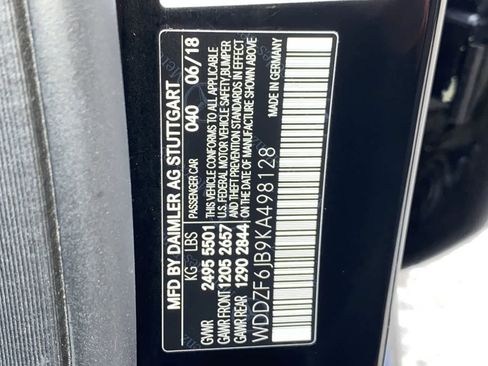 MFD BY DAIMLER AG STUTTGART
KG LBS PASSENGER CAR 040 06/18
GVWR 2495 5501 THIS VEHICLE CONFORMS TO ALL APPLICABLE
GAWR FRONT 1205 2657 U.S. FEDERAL MOTOR VEHICLE SAFETY, BUMPER
GAWR REAR 1290 2844 AND THEFT PREVENTION STANDARDS IN EFFECT
ON THE DATE OF MANUFACTURE SHOWN ABOVE
WDDZF6JB9KA498128 MADE IN GERMANY